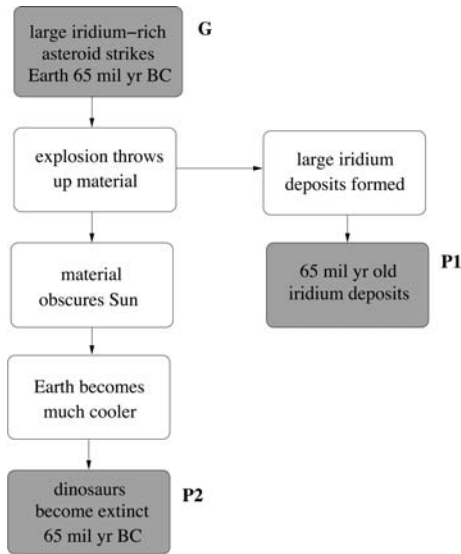 large iridium−rich
asteroid strikes
Earth 65 mil yr BC
G
explosion throws
up material
large iridium
deposits formed
material
obscures Sun
65 mil yr old
iridium deposits
P1
Earth becomes
much cooler
dinosaurs
become extinct
65 mil yr BC
P2